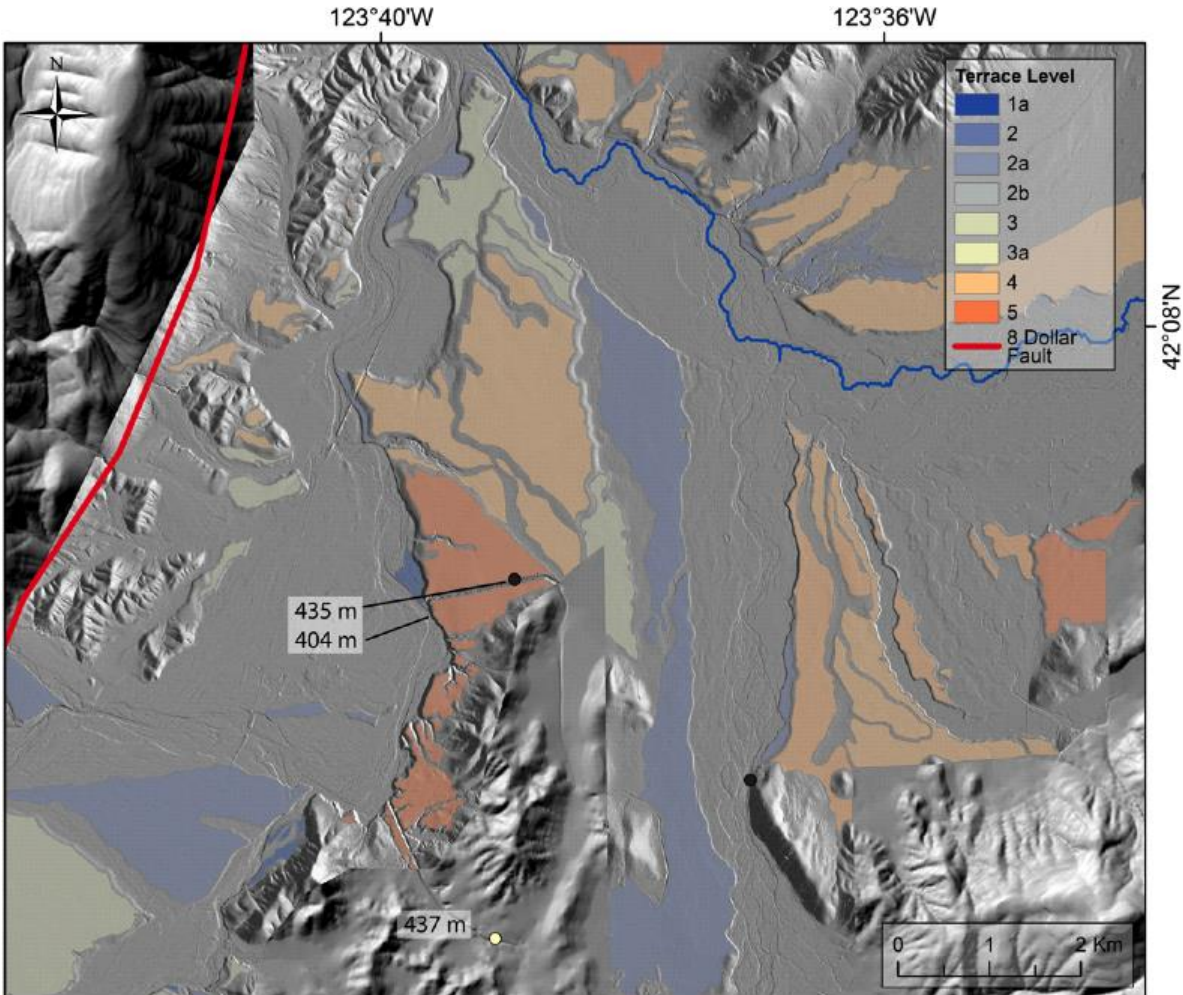 123°40'W
123°36'W
N
Terrace Level
1a
2
2a
2b
3
3a
4
5
8 Dollar
Fault
42°08'N
435 m
404 m
437 m
0 1 2 Km